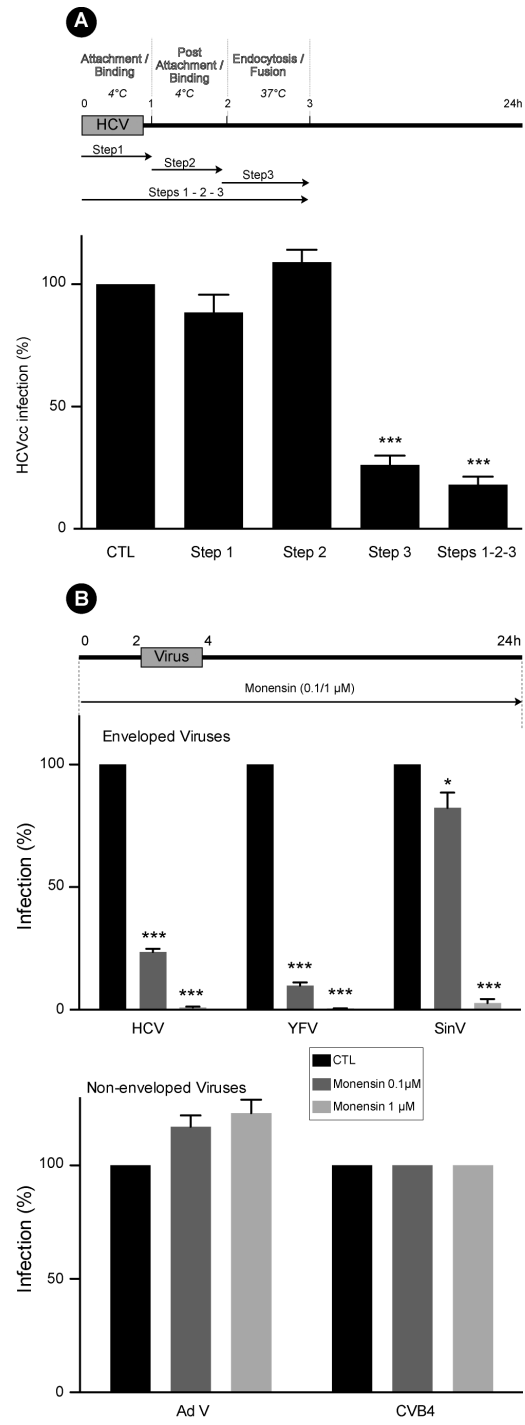 A
Attachment / Binding
4°C
Post Attachment / Binding
4°C
Endocytosis / Fusion
37°C
0 1 2 3 24h
HCV
Step1
Step2
Step3
Steps 1 - 2 - 3
HCVcc infection (%)
100
50
0
*** ***
CTL Step 1 Step 2 Step 3 Steps 1-2-3
B
0 2 4 24h
Virus
Monensin (0.1/1 µM)
Enveloped Viruses
Infection (%)
100
50
0
*** *** *** *** * ***
HCV YFV SinV
CTL
Monensin 0.1µM
Monensin 1 µM
Non-enveloped Viruses
Infection (%)
100
50
0
Ad V CVB4